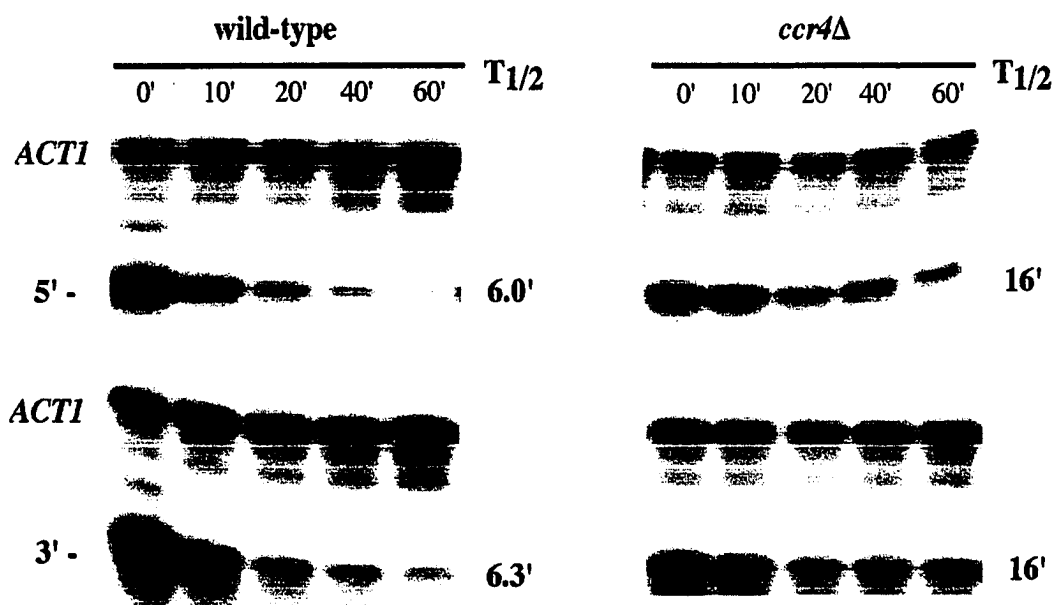 wild-type ccr4Δ
T1/2 T1/2
0' 10' 20' 40' 60' 0' 10' 20' 40' 60'
ACT1
5' - 6.0' 16'
ACT1
3' - 6.3' 16'